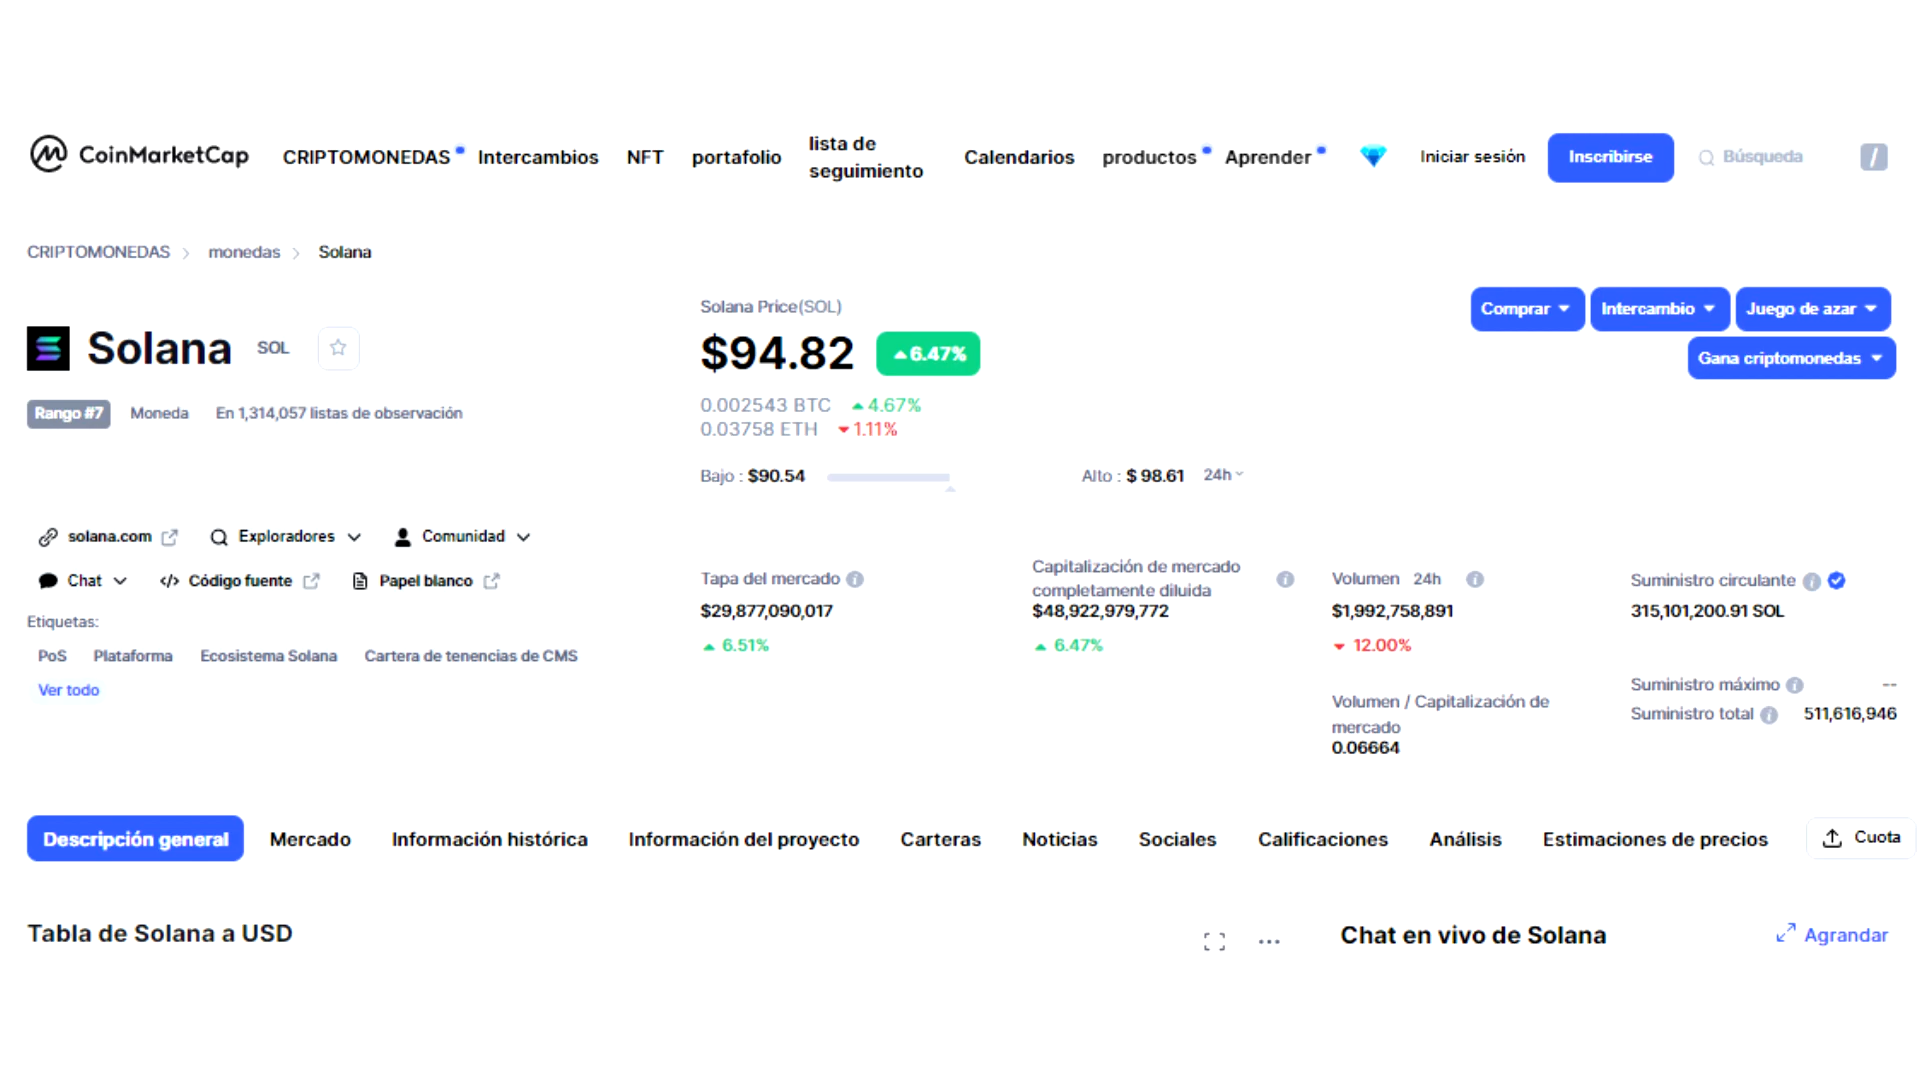 CoinMarketCap
CRIPTOMONEDAS
Intercambios
NFT
portafolio
lista de
seguimiento
Calendarios
productos
Aprender
Iniciar sesión
Inscribirse
Búsqueda
/
CRIPTOMONEDAS
monedas
Solana
Solana
SOL
Rango #7
Moneda
En 1,314,057 listas de observación
Solana Price(SOL)
$94.82
6.47%
0.002543 BTC
4.67%
0.03758 ETH
1.11%
Bajo : $90.54
Alto : $ 98.61
24h
Comprar
Intercambio
Juego de azar
Gana criptomonedas
solana.com
Exploradores
Comunidad
Chat
Código fuente
Papel blanco
Etiquetas:
PoS
Plataforma
Ecosistema Solana
Cartera de tenencias de CMS
Ver todo
Tapa del mercado
$29,877,090,017
6.51%
Capitalización de mercado
completamente diluida
$48,922,979,772
6.47%
Volumen 24h
$1,992,758,891
12.00%
Volumen / Capitalización de
mercado
0.06664
Suministro circulante
315,101,200.91 SOL
Suministro máximo
--
Suministro total
511,616,946
Descripción general
Mercado
Información histórica
Información del proyecto
Carteras
Noticias
Sociales
Calificaciones
Análisis
Estimaciones de precios
Cuota
Tabla de Solana a USD
...
Chat en vivo de Solana
Agrandar